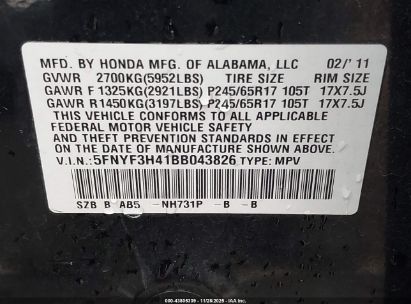 MFD. BY HONDA MFG. OF ALABAMA, LLC 02/' 11
GVWR 2700KG(5952LBS) TIRE SIZE RIM SIZE
GAWR F 1325KG(2921LBS) P245/65R17 105T 17X7.5J
GAWR R1450KG(3197LBS) P245/65R17 105T 17X7.5J
THIS VEHICLE CONFORMS TO ALL APPLICABLE
FEDERAL MOTOR VEHICLE SAFETY AND
THEFT PREVENTION STANDARDS IN EFFECT
ON THE DATE OF MANUFACTURE SHOWN ABOVE.
V.I.N.:5FNYF3H41BB043826 TYPE: MPV
SZB B AB5 -NH731P -B -B